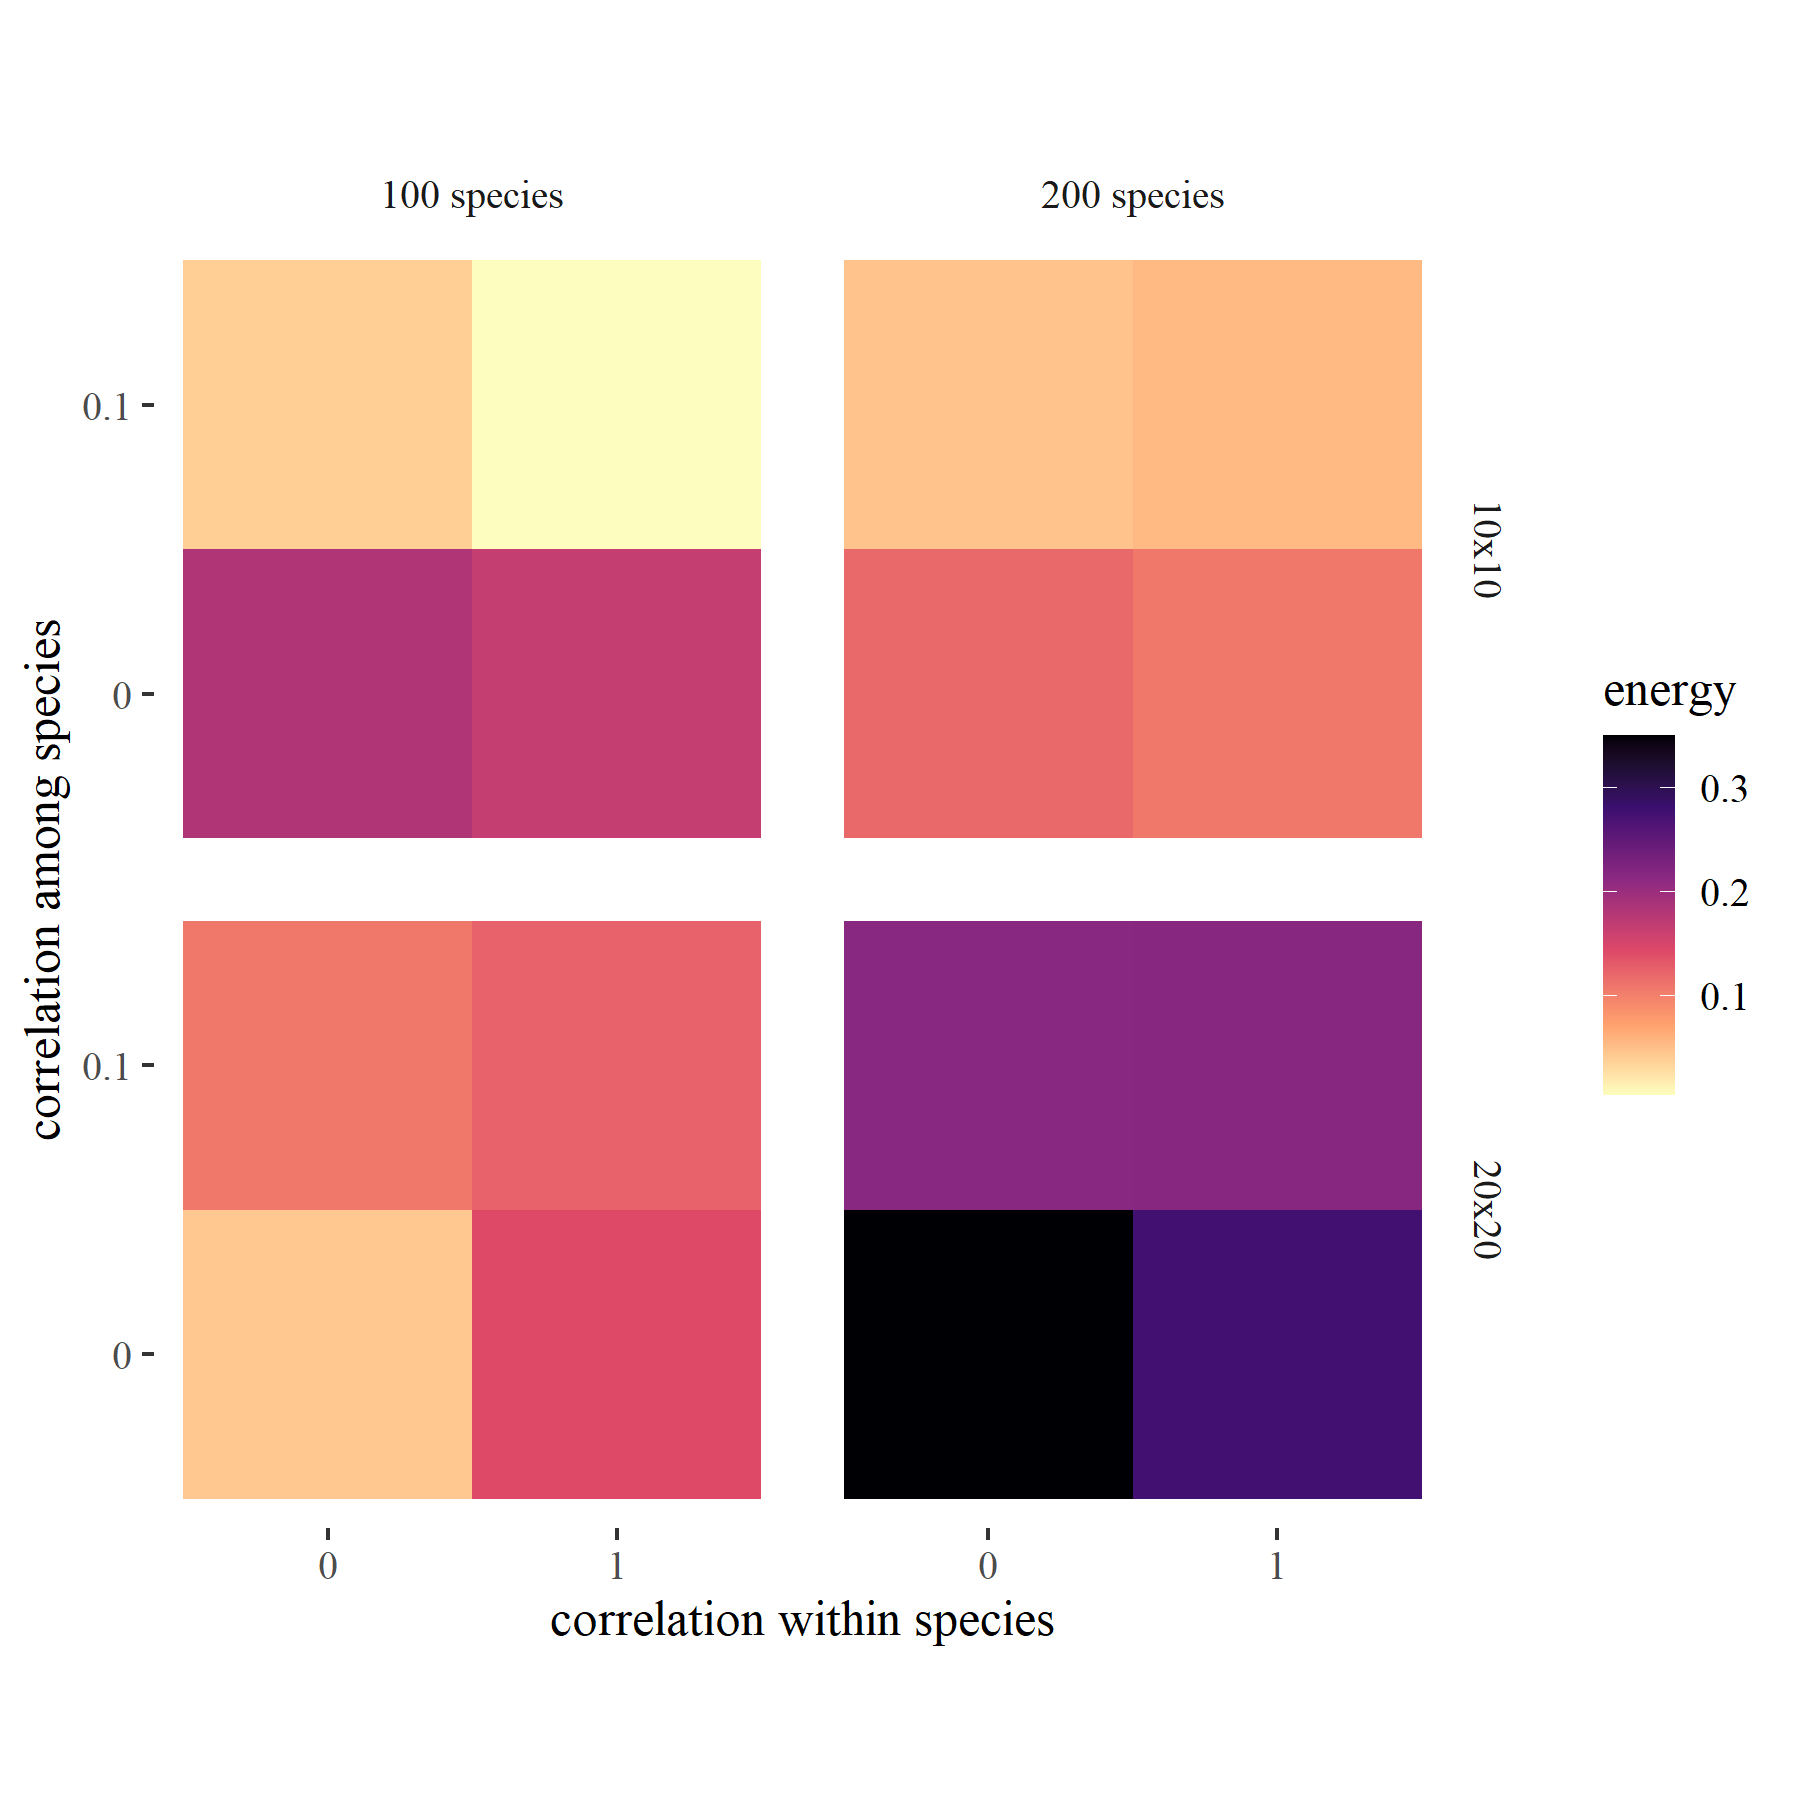 100 species
200 species
0.1
0
10x10
correlation among species
energy
0.3
0.2
0.1
0.1
0
20x20
0
1
0
1
correlation within species